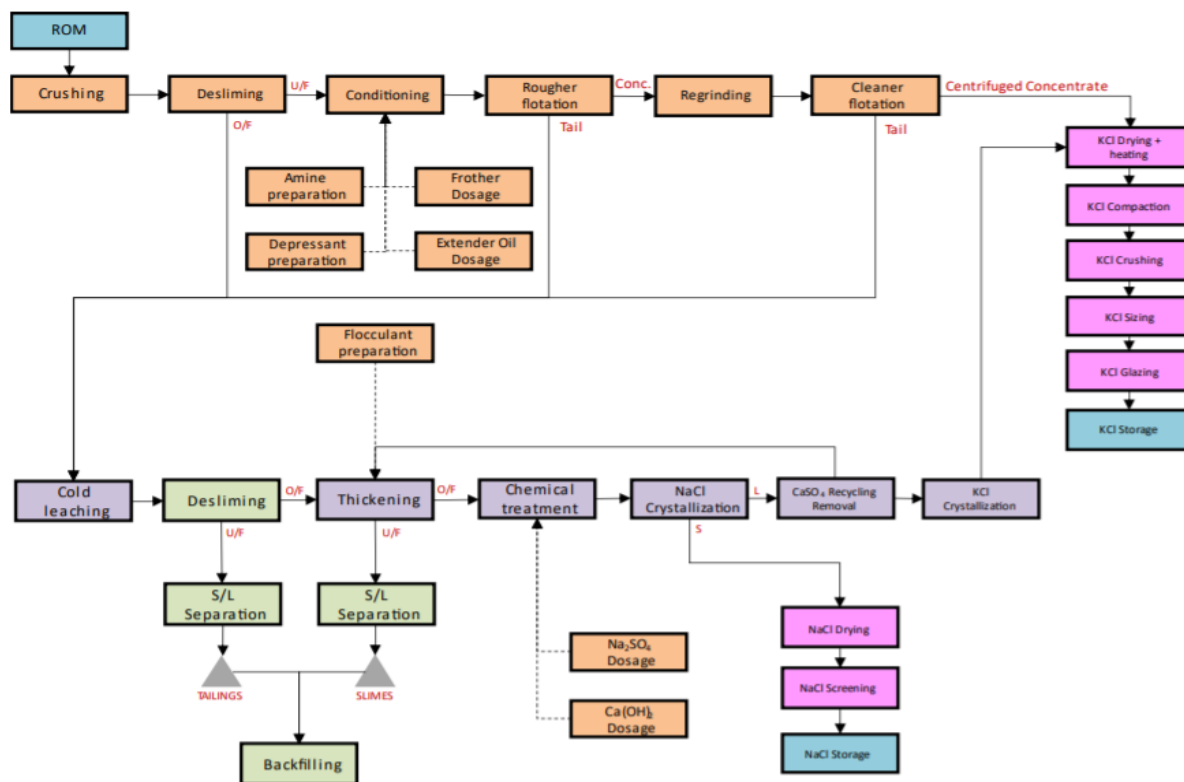 ROM
Crushing
Desliming
U/F
Conditioning
Rougher
flotation
Conc.
Regrinding
Cleaner
flotation
Centrifuged Concentrate
O/F
Tail
Tail
KCl Drying +
heating
Amine
preparation
Frother
Dosage
KCl Compaction
Depressant
preparation
Extender Oil
Dosage
KCl Crushing
KCl Sizing
Flocculant
preparation
KCl Glazing
KCl Storage
Cold
leaching
Desliming
O/F
Thickening
O/F
Chemical
treatment
NaCl
Crystallization
L
CaSO₄ Recycling
Removal
KCl
Crystallization
U/F
U/F
S
S/L
Separation
S/L
Separation
NaCl Drying
Na₂SO₄
Dosage
TAILINGS
SLIMES
NaCl Screening
Ca(OH)₂
Dosage
Backfilling
NaCl Storage